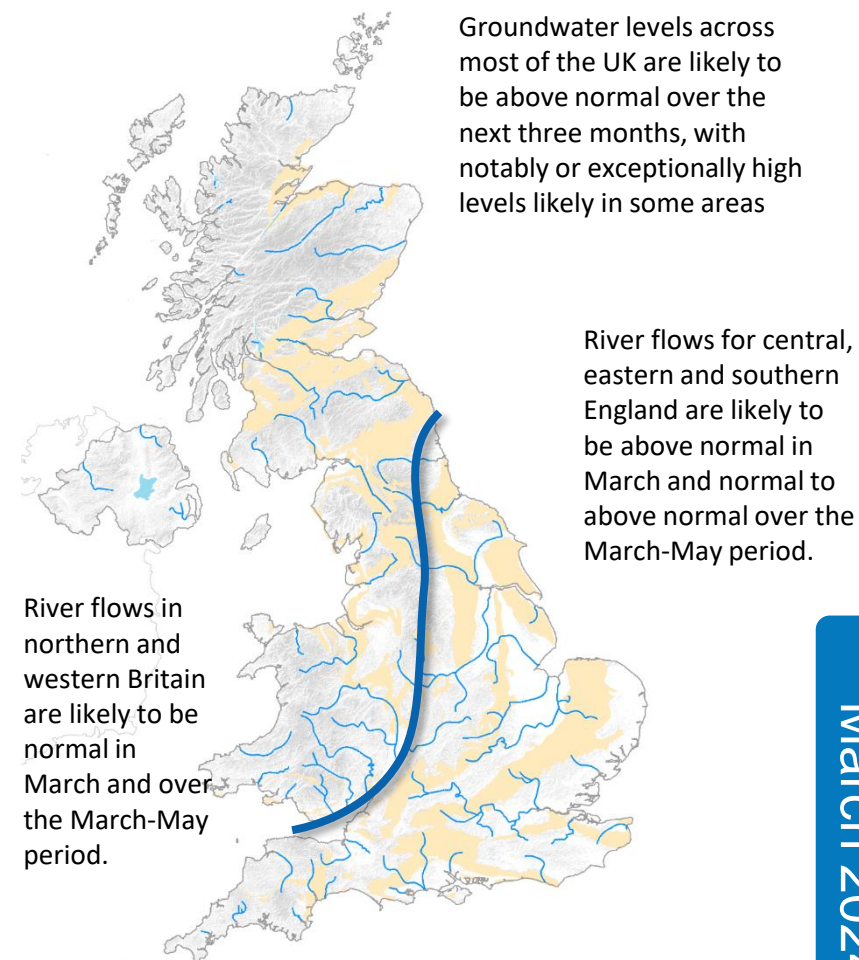 Groundwater levels across
most of the UK are likely to
be above normal over the
next three months, with
notably or exceptionally high
levels likely in some areas
River flows for central,
eastern and southern
England are likely to
be above normal in
March and normal to
above normal over the
March-May period.
River flows in
northern and
western Britain
are likely to be
normal in
March and over
the March-May
period.
March